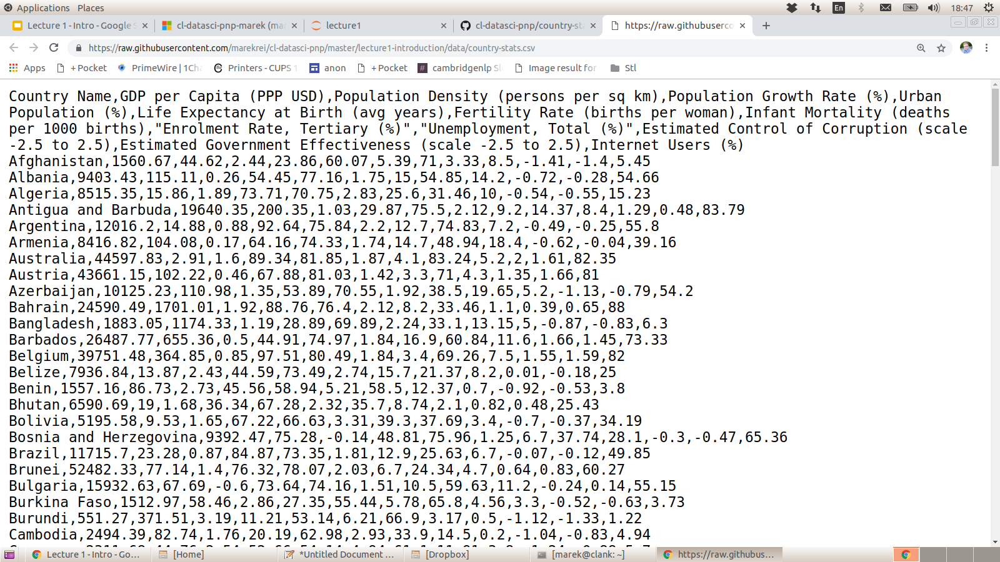 Applications Places En 18:47
Lecture 1 - Intro - Google S cl-datasci-pnp-marek (mar lecture1 cl-datasci-pnp/country-sta https://raw.githubuserco
https://raw.githubusercontent.com/marekrei/cl-datasci-pnp/master/lecture1-introduction/data/country-stats.csv
Apps + Pocket PrimeWire | 1Cha Printers - CUPS 1 anon + Pocket cambridgenlp Sl Image result for Stl
Country Name,GDP per Capita (PPP USD),Population Density (persons per sq km),Population Growth Rate (%),Urban
Population (%),Life Expectancy at Birth (avg years),Fertility Rate (births per woman),Infant Mortality (deaths
per 1000 births),"Enrolment Rate, Tertiary (%)","Unemployment, Total (%)",Estimated Control of Corruption (scale
-2.5 to 2.5),Estimated Government Effectiveness (scale -2.5 to 2.5),Internet Users (%)
Afghanistan,1560.67,44.62,2.44,23.86,60.07,5.39,71,3.33,8.5,-1.41,-1.4,5.45
Albania,9403.43,115.11,0.26,54.45,77.16,1.75,15,54.85,14.2,-0.72,-0.28,54.66
Algeria,8515.35,15.86,1.89,73.71,70.75,2.83,25.6,31.46,10,-0.54,-0.55,15.23
Antigua and Barbuda,19640.35,200.35,1.03,29.87,75.5,2.12,9.2,14.37,8.4,1.29,0.48,83.79
Argentina,12016.2,14.88,0.88,92.64,75.84,2.2,12.7,74.83,7.2,-0.49,-0.25,55.8
Armenia,8416.82,104.08,0.17,64.16,74.33,1.74,14.7,48.94,18.4,-0.62,-0.04,39.16
Australia,44597.83,2.91,1.6,89.34,81.85,1.87,4.1,83.24,5.2,2,1.61,82.35
Austria,43661.15,102.22,0.46,67.88,81.03,1.42,3.3,71,4.3,1.35,1.66,81
Azerbaijan,10125.23,110.98,1.35,53.89,70.55,1.92,38.5,19.65,5.2,-1.13,-0.79,54.2
Bahrain,24590.49,1701.01,1.92,88.76,76.4,2.12,8.2,33.46,1.1,0.39,0.65,88
Bangladesh,1883.05,1174.33,1.19,28.89,69.89,2.24,33.1,13.15,5,-0.87,-0.83,6.3
Barbados,26487.77,655.36,0.5,44.91,74.97,1.84,16.9,60.84,11.6,1.66,1.45,73.33
Belgium,39751.48,364.85,0.85,97.51,80.49,1.84,3.4,69.26,7.5,1.55,1.59,82
Belize,7936.84,13.87,2.43,44.59,73.49,2.74,15.7,21.37,8.2,0.01,-0.18,25
Benin,1557.16,86.73,2.73,45.56,58.94,5.21,58.5,12.37,0.7,-0.92,-0.53,3.8
Bhutan,6590.69,19,1.68,36.34,67.28,2.32,35.7,8.74,2.1,0.82,0.48,25.43
Bolivia,5195.58,9.53,1.65,67.22,66.63,3.31,39.3,37.69,3.4,-0.7,-0.37,34.19
Bosnia and Herzegovina,9392.47,75.28,-0.14,48.81,75.96,1.25,6.7,37.74,28.1,-0.3,-0.47,65.36
Brazil,11715.7,23.28,0.87,84.87,73.35,1.81,12.9,25.63,6.7,-0.07,-0.12,49.85
Brunei,52482.33,77.14,1.4,76.32,78.07,2.03,6.7,24.34,4.7,0.64,0.83,60.27
Bulgaria,15932.63,67.69,-0.6,73.64,74.16,1.51,10.5,59.63,11.2,-0.24,0.14,55.15
Burkina Faso,1512.97,58.46,2.86,27.35,55.44,5.78,65.8,4.56,3.3,-0.52,-0.63,3.73
Burundi,551.27,371.51,3.19,11.21,53.14,6.21,66.9,3.17,0.5,-1.12,-1.33,1.22
Cambodia,2494.39,82.74,1.76,20.19,62.98,2.93,33.9,14.5,0.2,-1.04,-0.83,4.94
Lecture 1 - Intro - Go... [Home] *Untitled Document ... [Dropbox] [marek@clank: ~] https://raw.githubus...